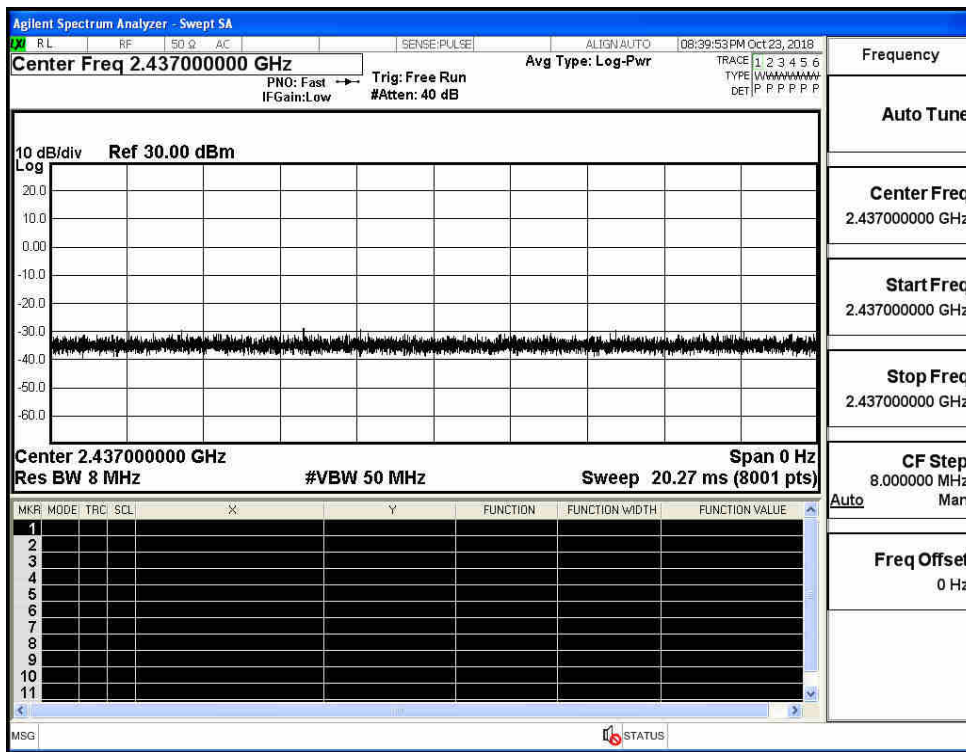 Agilent Spectrum Analyzer - Swept SA
LXI RL RF 50 Ω AC SENSE:PULSE ALIGN AUTO 08:39:53 PM Oct 23, 2018
Center Freq 2.437000000 GHz
PNO: Fast
IFGain:Low
Trig: Free Run
#Atten: 40 dB
Avg Type: Log-Pwr
TRACE 1 2 3 4 5 6
TYPE WWWWWW
DET P P P P P P
10 dB/div Ref 30.00 dBm
Log
20.0
10.0
0.00
-10.0
-20.0
-30.0
-40.0
-50.0
-60.0
Center 2.437000000 GHz Span 0 Hz
Res BW 8 MHz #VBW 50 MHz Sweep 20.27 ms (8001 pts)
MKR MODE TRC SCL X Y FUNCTION FUNCTION WIDTH FUNCTION VALUE
1
2
3
4
5
6
7
8
9
10
11
MSG STATUS
Frequency
Auto Tune
Center Freq
2.437000000 GHz
Start Freq
2.437000000 GHz
Stop Freq
2.437000000 GHz
CF Step
8.000000 MHz
Auto Man
Freq Offset
0 Hz